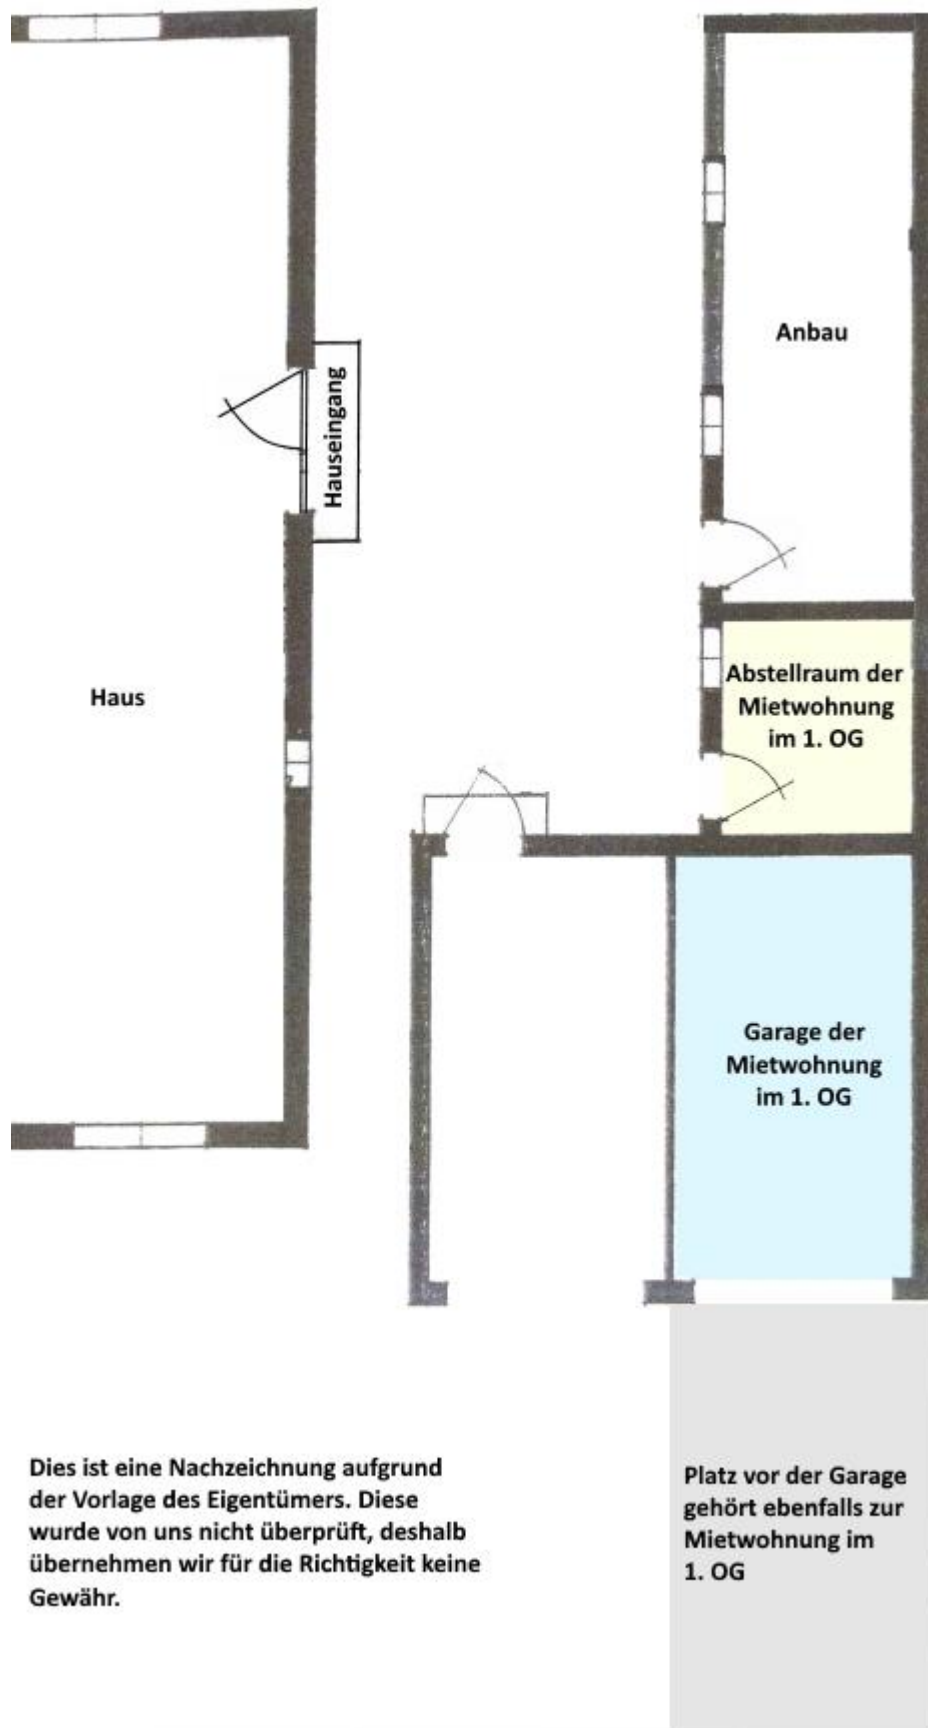 Anbau
Hauseingang
Haus
Abstellraum der
Mietwohnung
im 1. OG
Garage der
Mietwohnung
im 1. OG
Dies ist eine Nachzeichnung aufgrund
der Vorlage des Eigentümers. Diese
wurde von uns nicht überprüft, deshalb
übernehmen wir für die Richtigkeit keine
Gewähr.
Platz vor der Garage
gehört ebenfalls zur
Mietwohnung im
1. OG